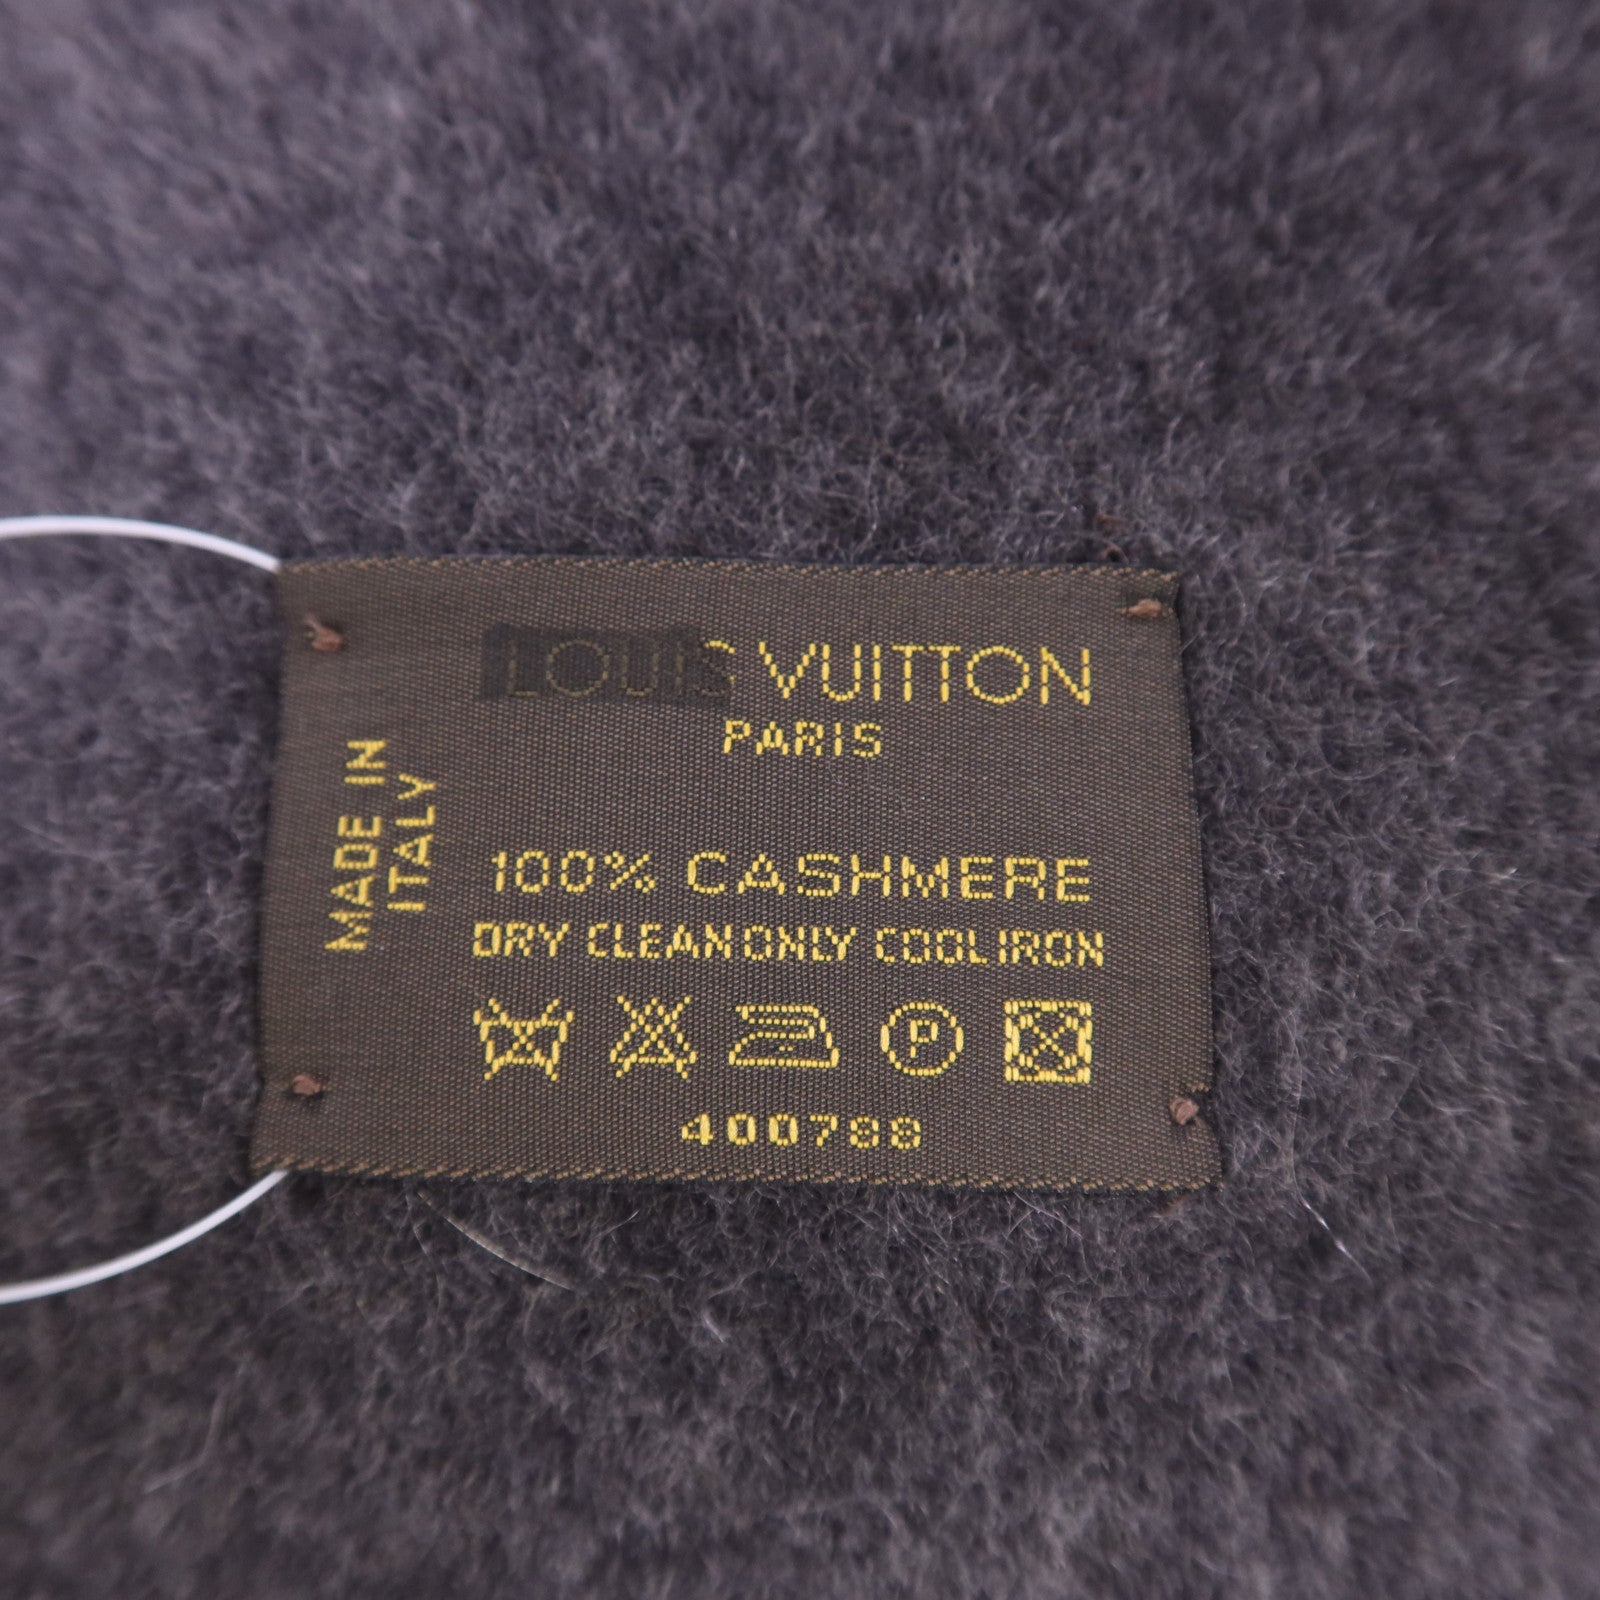 LOUIS VUITTON
PARIS
MADE IN
ITALY
100% CASHMERE
DRY CLEAN ONLY COOL IRON
P
400788